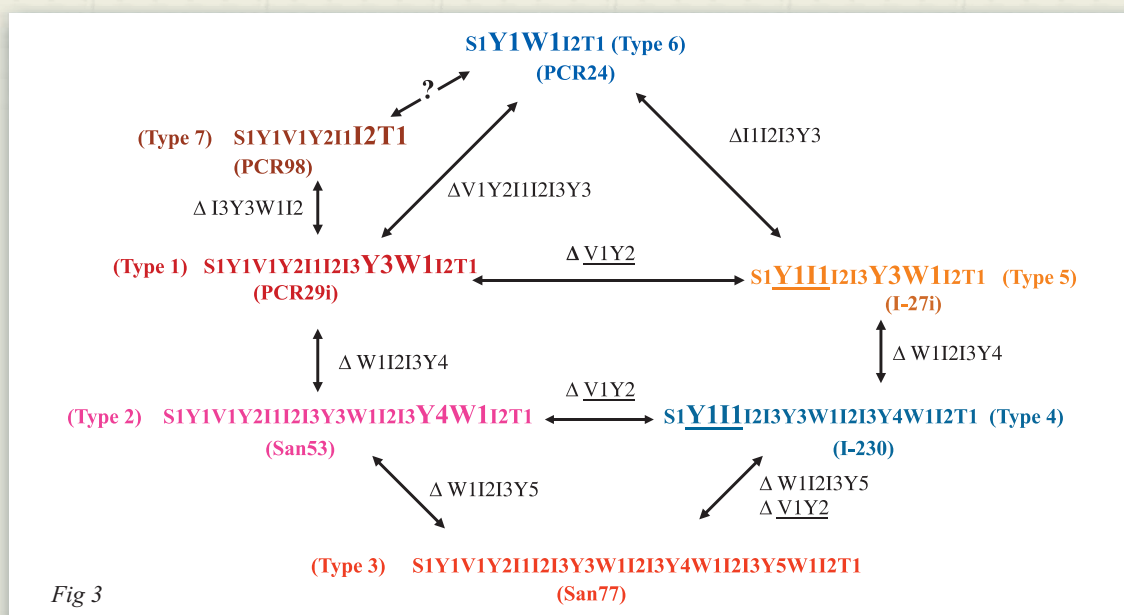 S1Y1W1I2T1 (Type 6)
(PCR24)
?
(Type 7) S1Y1V1Y2I1I2T1
(PCR98)
ΔI1I2I3Y3
ΔV1Y2I1I2I3Y3
Δ I3Y3W1I2
Δ V1Y2
(Type 1) S1Y1V1Y2I1I2I3Y3W1I2T1
(PCR29i)
S1Y1I1I2I3Y3W1I2T1 (Type 5)
(I-27i)
Δ W1I2I3Y4
Δ W1I2I3Y4
Δ V1Y2
(Type 2) S1Y1V1Y2I1I2I3Y3W1I2I3Y4W1I2T1
(San53)
S1Y1I1I2I3Y3W1I2I3Y4W1I2T1 (Type 4)
(I-230)
Δ W1I2I3Y5
Δ W1I2I3Y5
Δ V1Y2
(Type 3) S1Y1V1Y2I1I2I3Y3W1I2I3Y4W1I2I3Y5W1I2T1
(San77)
Fig 3